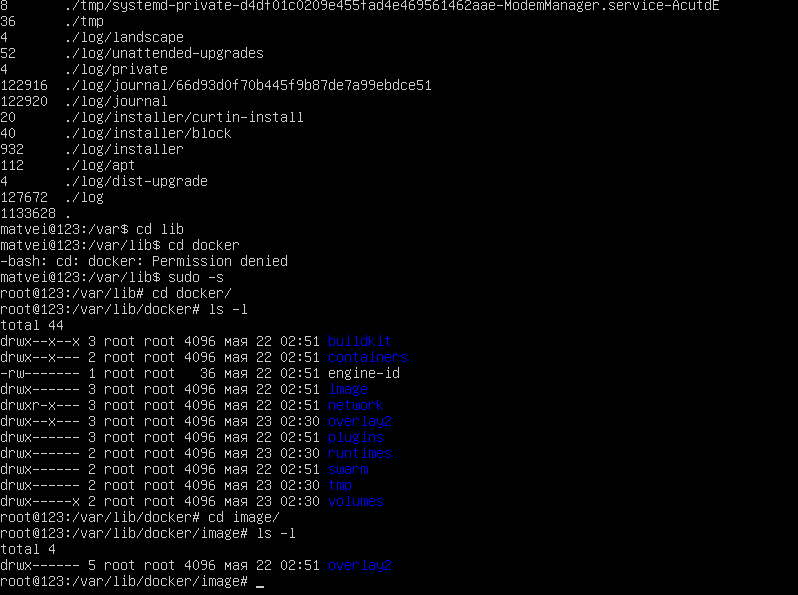 8       ./tmp/systemd-private-d4df01c0209e455fad4e469561462aae-ModemManager.service-AcutdE
36      ./tmp
4       ./log/landscape
52      ./log/unattended-upgrades
4       ./log/private
122916  ./log/journal/66d93d0f70b445f9b87de7a99ebdce51
122920  ./log/journal
20      ./log/installer/curtin-install
40      ./log/installer/block
932     ./log/installer
112     ./log/apt
4       ./log/dist-upgrade
127672  ./log
1133628 .
matvei@123:/var$ cd lib
matvei@123:/var/lib$ cd docker
-bash: cd: docker: Permission denied
matvei@123:/var/lib$ sudo -s
root@123:/var/lib# cd docker/
root@123:/var/lib/docker# ls -l
total 44
drwx--x--x 3 root root 4096 мая 22 02:51 buildkit
drwx--x--- 2 root root 4096 мая 22 02:51 containers
-rw------- 1 root root   36 мая 22 02:51 engine-id
drwx------ 3 root root 4096 мая 22 02:51 image
drwxr-x--- 3 root root 4096 мая 22 02:51 network
drwx--x--- 3 root root 4096 мая 23 02:30 overlay2
drwx------ 3 root root 4096 мая 22 02:51 plugins
drwx------ 2 root root 4096 мая 23 02:30 runtimes
drwx------ 2 root root 4096 мая 22 02:51 swarm
drwx------ 2 root root 4096 мая 23 02:30 tmp
drwx-----x 2 root root 4096 мая 23 02:30 volumes
root@123:/var/lib/docker# cd image/
root@123:/var/lib/docker/image# ls -l
total 4
drwx------ 5 root root 4096 мая 22 02:51 overlay2
root@123:/var/lib/docker/image# _